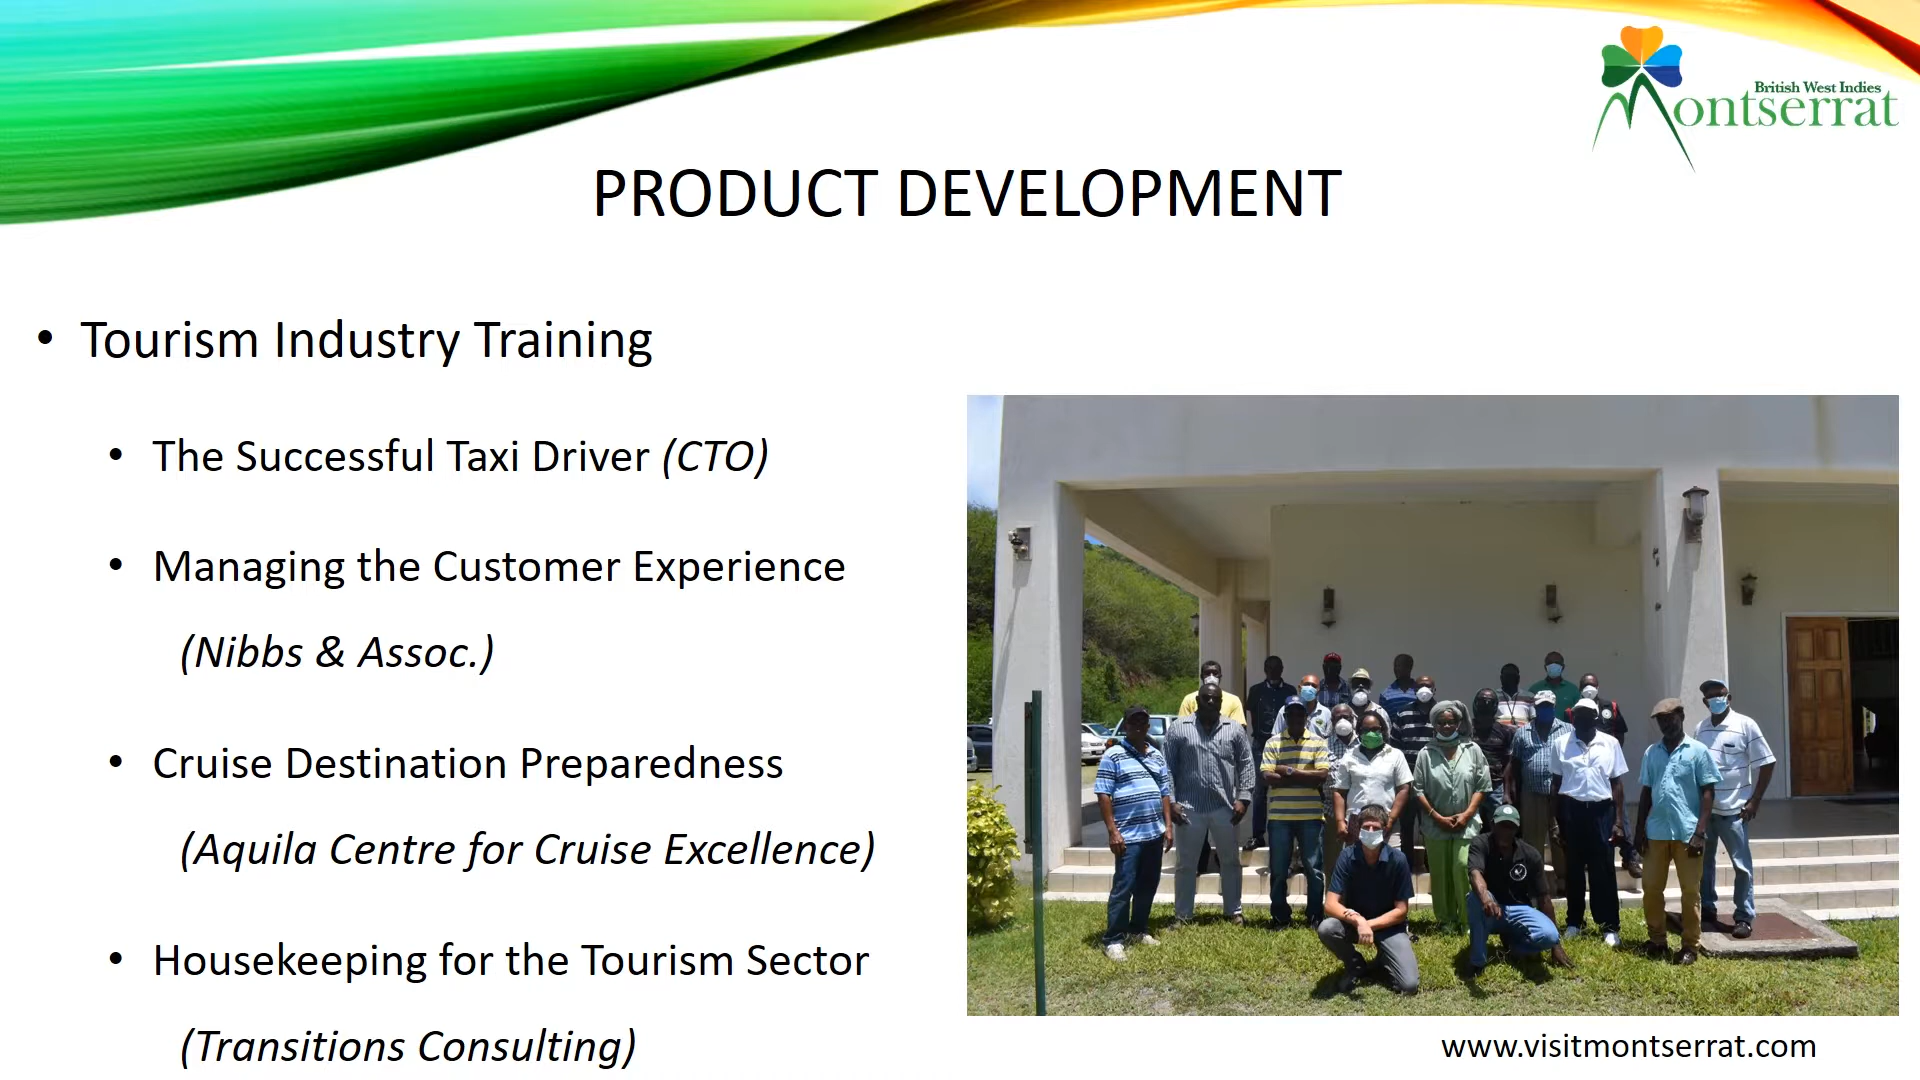 British West Indies
Montserrat
PRODUCT DEVELOPMENT
• Tourism Industry Training
• The Successful Taxi Driver (CTO)
• Managing the Customer Experience
(Nibbs & Assoc.)
• Cruise Destination Preparedness
(Aquila Centre for Cruise Excellence)
• Housekeeping for the Tourism Sector
(Transitions Consulting)
www.visitmontserrat.com